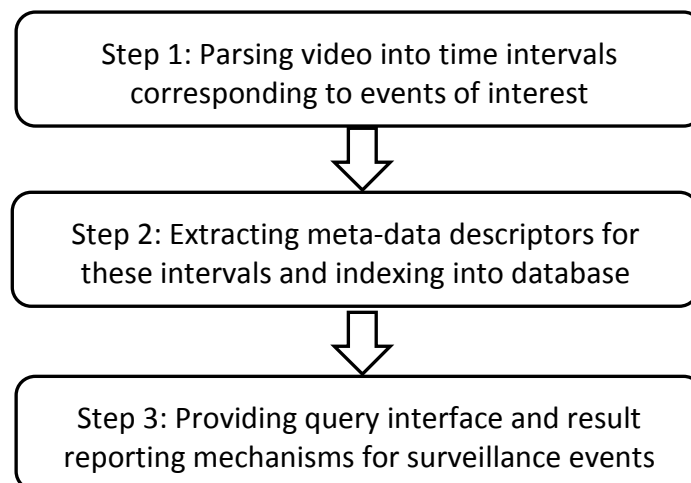 Step 1: Parsing video into time intervals
corresponding to events of interest
Step 2: Extracting meta-data descriptors for
these intervals and indexing into database
Step 3: Providing query interface and result
reporting mechanisms for surveillance events